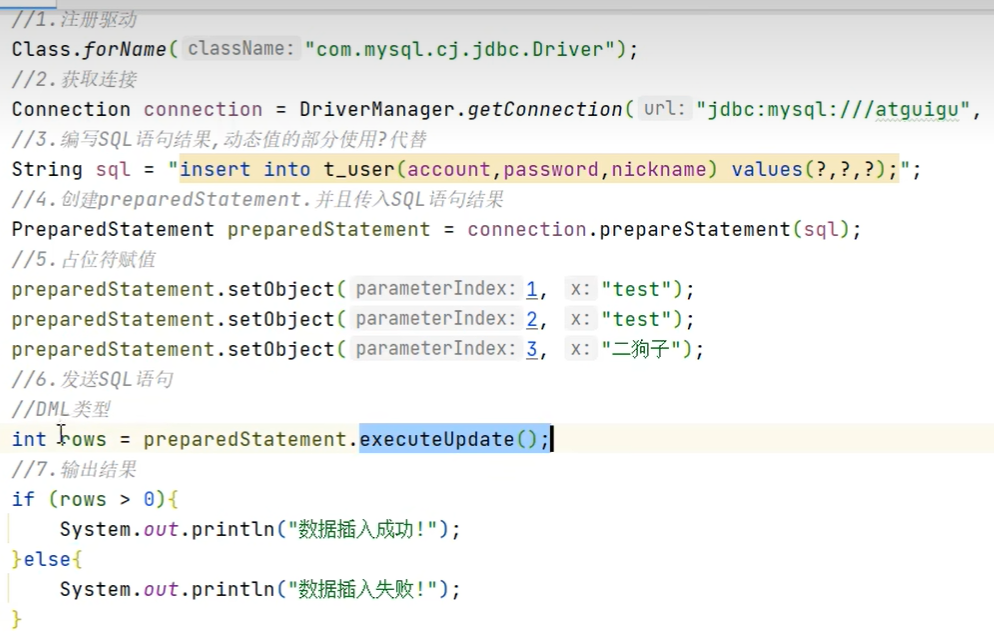 //1.注册驱动
Class.forName( className: "com.mysql.cj.jdbc.Driver");
//2.获取连接
Connection connection = DriverManager.getConnection( url: "jdbc:mysql:///atguigu",
//3.编写SQL语句结果,动态值的部分使用?代替
String sql = "insert into t_user(account,password,nickname) values(?,?,?);";
//4.创建preparedStatement.并且传入SQL语句结果
PreparedStatement preparedStatement = connection.prepareStatement(sql);
//5.占位符赋值
preparedStatement.setObject( parameterIndex: 1, x: "test");
preparedStatement.setObject( parameterIndex: 2, x: "test");
preparedStatement.setObject( parameterIndex: 3, x: "二狗子");
//6.发送SQL语句
//DML类型
int rows = preparedStatement.executeUpdate();
//7.输出结果
if (rows > 0){
    System.out.println("数据插入成功!");
}else{
    System.out.println("数据插入失败!");
}